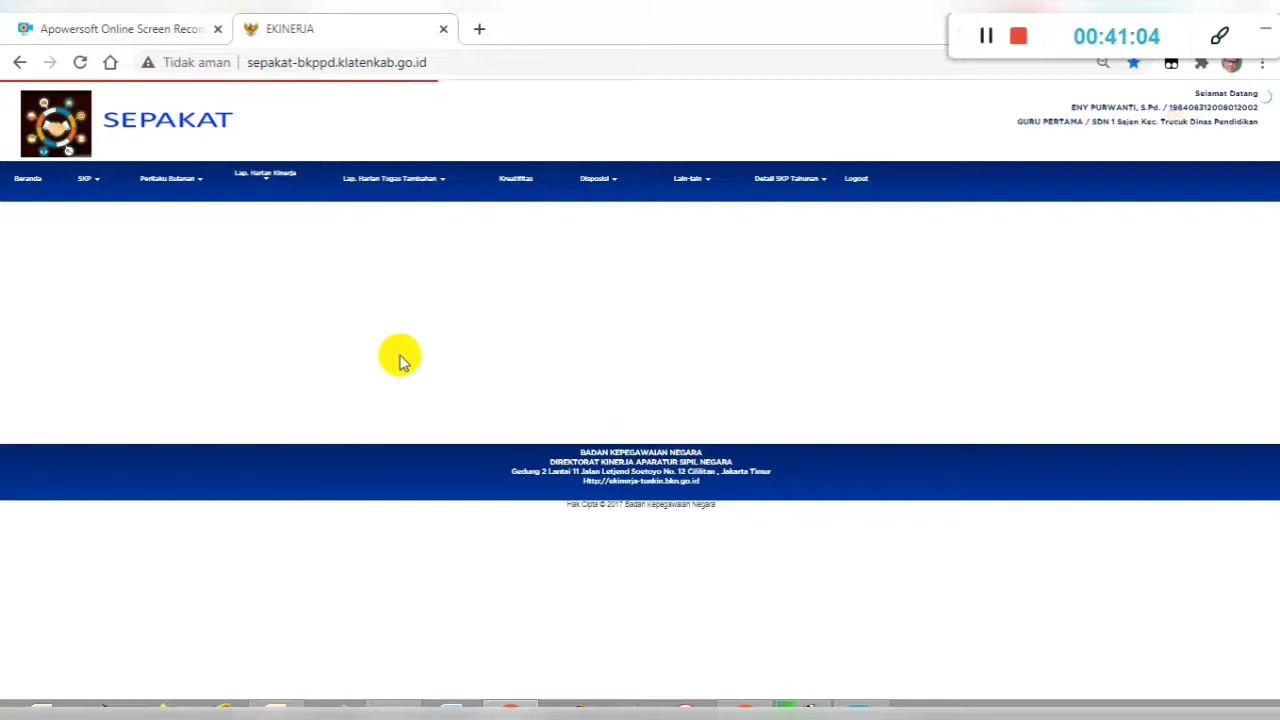 Apowersoft Online Screen Recor
EKINERJA
00:41:04
Tidak aman
sepakat-bkppd.klatenkab.go.id
SEPAKAT
Selamat Datang
ENY PURWANTI, S.Pd. / 196408312008012002
GURU PERTAMA / SDN 1 Sajen Kec. Trucuk Dinas Pendidikan
Beranda
SKP
Perilaku Bulanan
Lap. Harian Kinerja
Lap. Harian Tugas Tambahan
Kreatifitas
Disposisi
Lain-lain
Detail SKP Tahunan
Logout
BADAN KEPEGAWAIAN NEGARA
DIREKTORAT KINERJA APARATUR SIPIL NEGARA
Gedung 2 Lantai 11 Jalan Letjend Soetoyo No. 12 Cililitan , Jakarta Timur
Http://ekinerja-tunkin.bkn.go.id
Hak Cipta © 2017 Badan Kepegawaian Negara